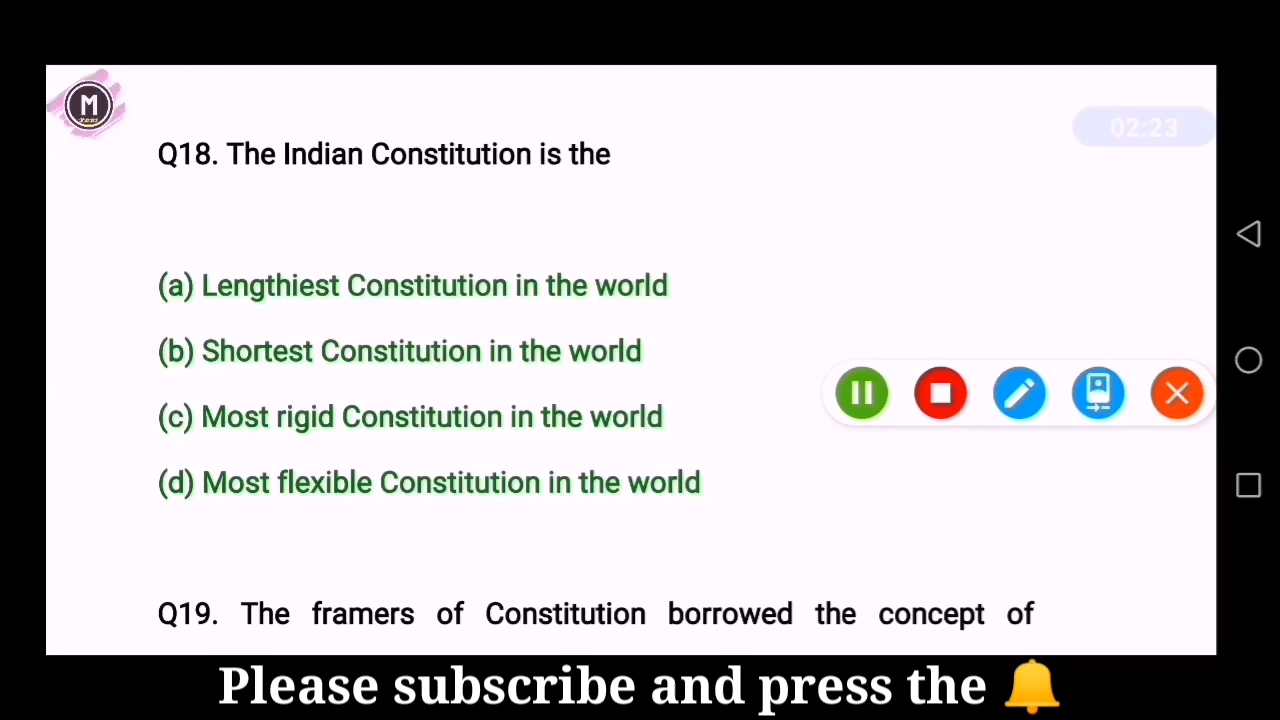 M
02:23
Q18. The Indian Constitution is the
(a) Lengthiest Constitution in the world
(b) Shortest Constitution in the world
(c) Most rigid Constitution in the world
(d) Most flexible Constitution in the world
Q19. The framers of Constitution borrowed the concept of
Please subscribe and press the